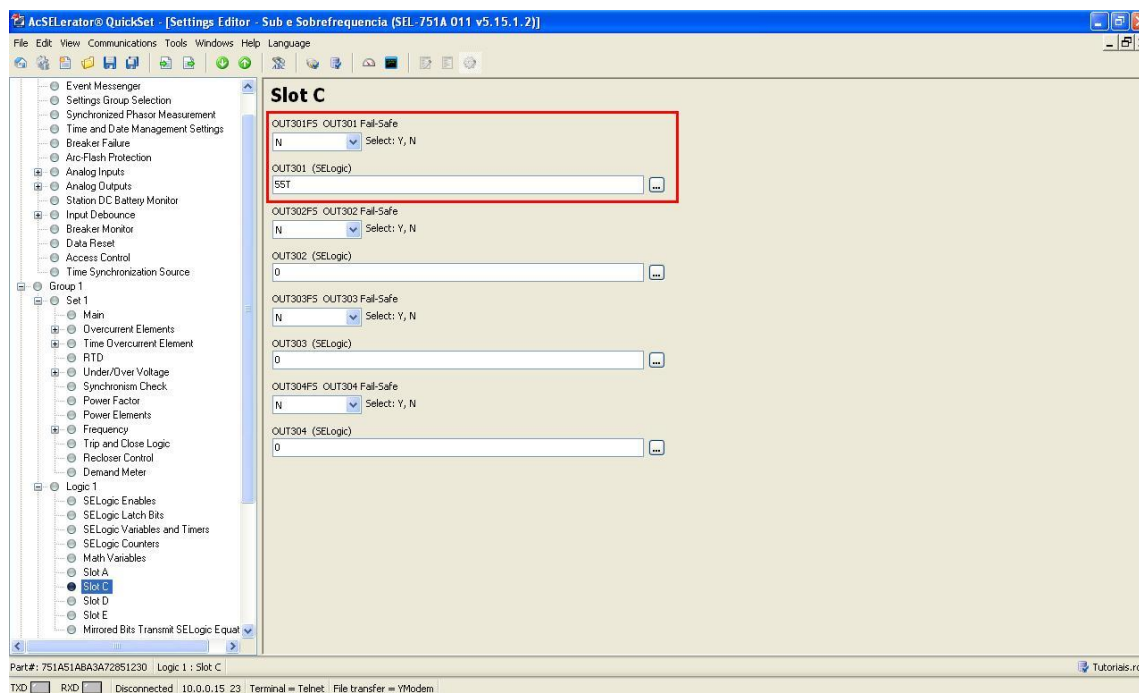 AcSELerator® QuickSet - [Settings Editor - Sub e Sobrefrequencia (SEL-751A 011 v5.15.1.2)]
File Edit View Communications Tools Windows Help Language
Event Messenger
Settings Group Selection
Synchronized Phasor Measurement
Time and Date Management Settings
Breaker Failure
Arc-Flash Protection
Analog Inputs
Analog Outputs
Station DC Battery Monitor
Input Debounce
Breaker Monitor
Data Reset
Access Control
Time Synchronization Source
Group 1
Set 1
Main
Overcurrent Elements
Time Overcurrent Element
RTD
Under/Over Voltage
Synchronism Check
Power Factor
Power Elements
Frequency
Trip and Close Logic
Recloser Control
Demand Meter
Logic 1
SELogic Enables
SELogic Latch Bits
SELogic Variables and Timers
SELogic Counters
Math Variables
Slot A
Slot C
Slot D
Slot E
Mirrored Bits Transmit SELogic Equat
Slot C
OUT301FS OUT301 Fail-Safe
N Select: Y, N
OUT301 (SELogic)
55T
...
OUT302FS OUT302 Fail-Safe
N Select: Y, N
OUT302 (SELogic)
0
...
OUT303FS OUT303 Fail-Safe
N Select: Y, N
OUT303 (SELogic)
0
...
OUT304FS OUT304 Fail-Safe
N Select: Y, N
OUT304 (SELogic)
0
...
Part#: 751A51ABA3A72851230 Logic 1 : Slot C Tutoriais.r
TXD RXD Disconnected 10.0.0.15 23 Terminal = Telnet File transfer = YModem